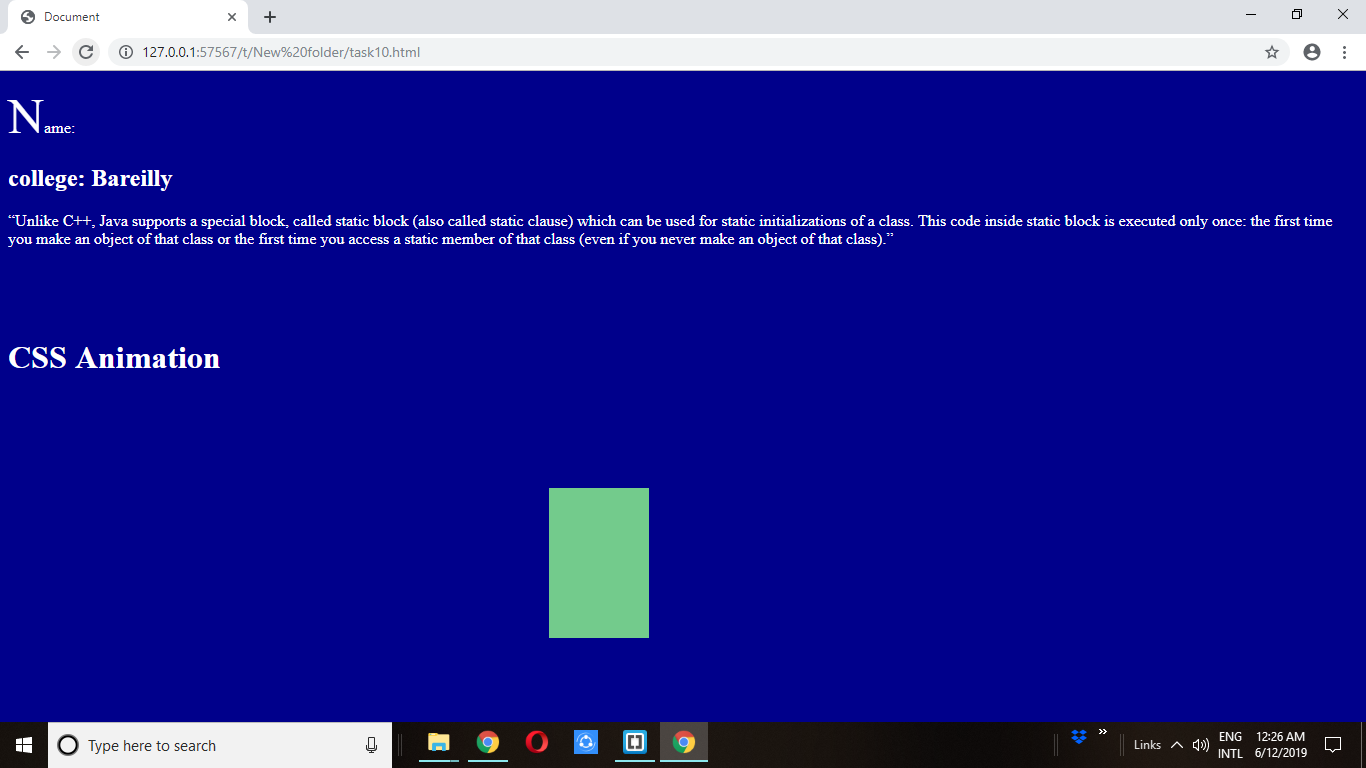 Document
127.0.0.1:57567/t/New%20folder/task10.html
Name:
college: Bareilly
“Unlike C++, Java supports a special block, called static block (also called static clause) which can be used for static initializations of a class. This code inside static block is executed only once: the first time
you make an object of that class or the first time you access a static member of that class (even if you never make an object of that class).”
CSS Animation
Type here to search
Links
ENG
INTL
12:26 AM
6/12/2019